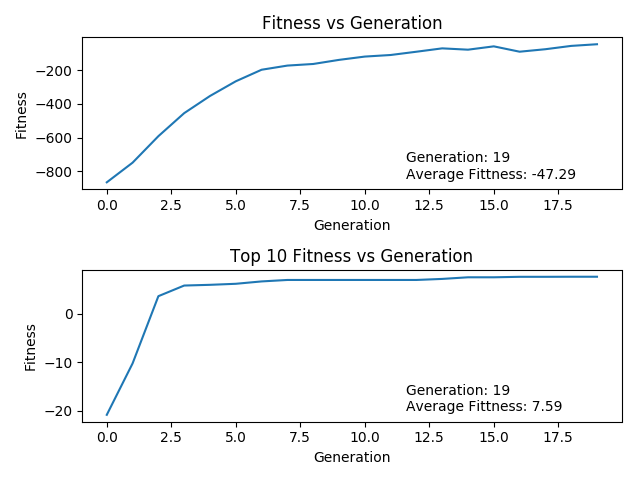 Fitness vs Generation
Fitness
−200
−400
−600
−800
Generation: 19
Average Fittness: -47.29
0.0 2.5 5.0 7.5 10.0 12.5 15.0 17.5
Generation
Top 10 Fitness vs Generation
Fitness
0
−10
−20
Generation: 19
Average Fittness: 7.59
0.0 2.5 5.0 7.5 10.0 12.5 15.0 17.5
Generation